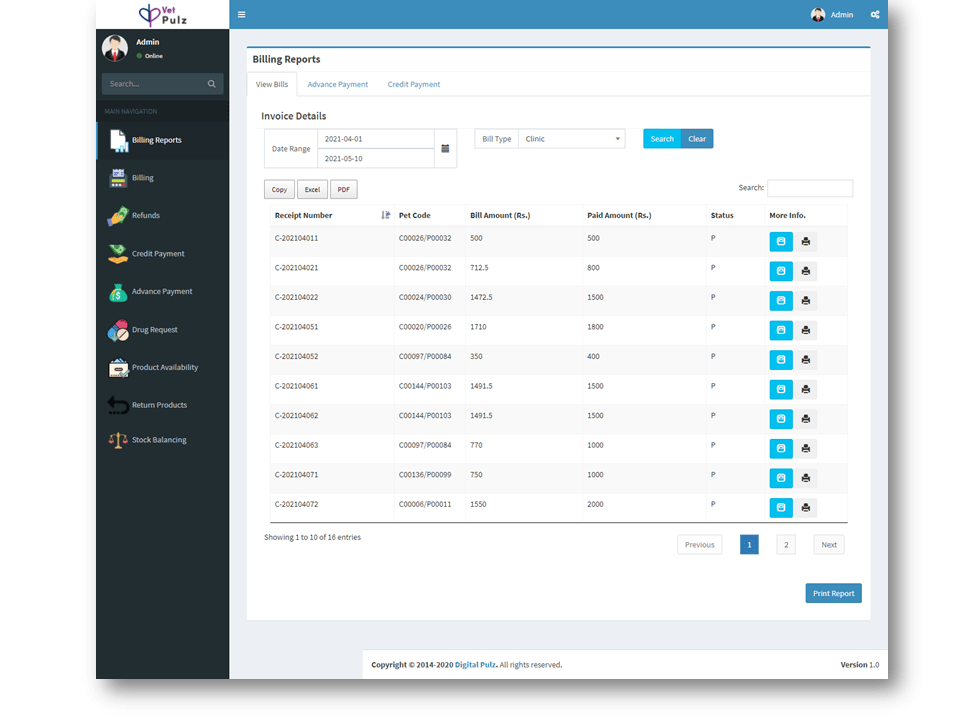 Vet
Pulz
Admin
Admin
Online
Search...
MAIN NAVIGATION
Billing Reports
Billing
Refunds
Credit Payment
Advance Payment
Drug Request
Product Availability
Return Products
Stock Balancing
Billing Reports
View Bills Advance Payment Credit Payment
Invoice Details
Date Range 2021-04-01
2021-05-10
Bill Type Clinic
Search Clear
Copy Excel PDF
Search:
Receipt Number Pet Code Bill Amount (Rs.) Paid Amount (Rs.) Status More Info.
C-202104011 C00026/P00032 500 500 P
C-202104021 C00026/P00032 712.5 800 P
C-202104022 C00024/P00030 1472.5 1500 P
C-202104051 C00020/P00026 1710 1800 P
C-202104052 C00097/P00084 350 400 P
C-202104061 C00144/P00103 1491.5 1500 P
C-202104062 C00144/P00103 1491.5 1500 P
C-202104063 C00097/P00084 770 1000 P
C-202104071 C00136/P00099 750 1000 P
C-202104072 C00006/P00011 1550 2000 P
Showing 1 to 10 of 16 entries
Previous 1 2 Next
Print Report
Copyright © 2014-2020 Digital Pulz. All rights reserved.
Version 1.0